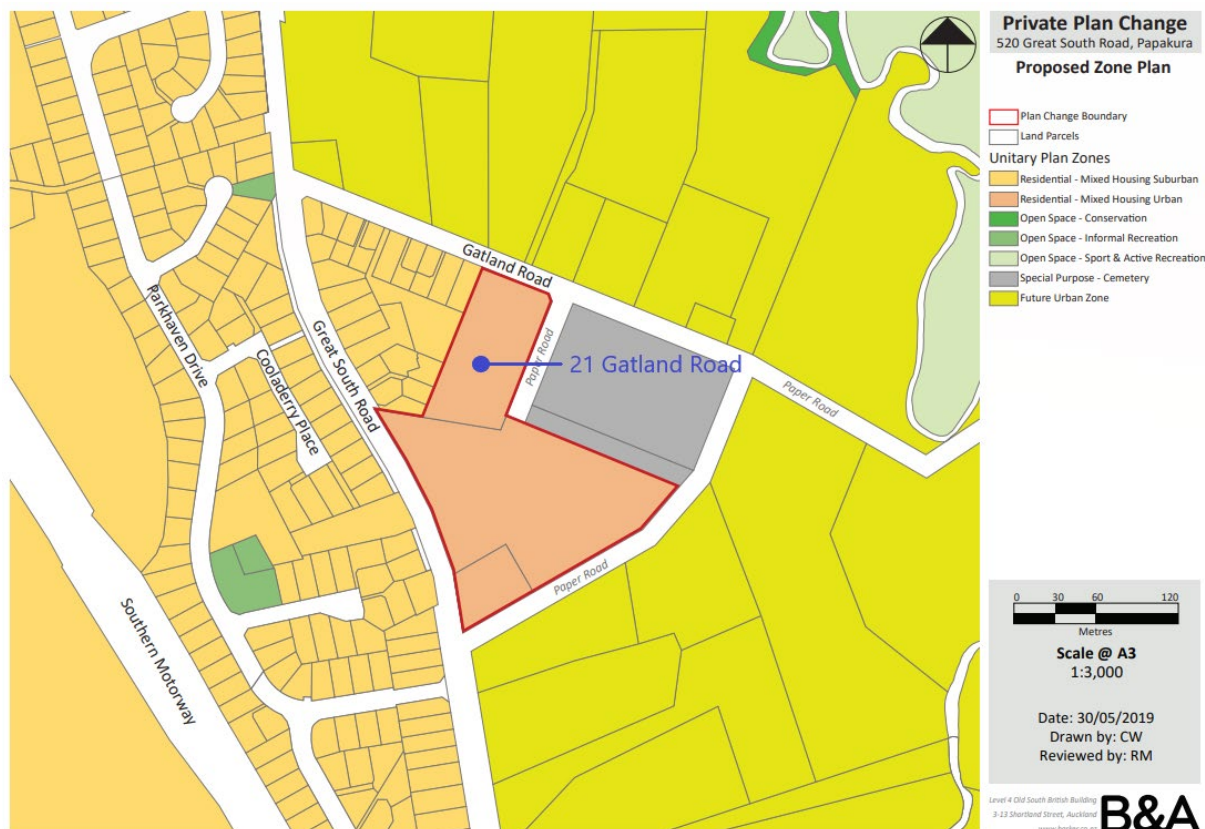 Private Plan Change
520 Great South Road, Papakura
Proposed Zone Plan
Plan Change Boundary
Land Parcels
Unitary Plan Zones
Residential - Mixed Housing Suburban
Residential - Mixed Housing Urban
Open Space - Conservation
Open Space - Informal Recreation
Open Space - Sport & Active Recreation
Special Purpose - Cemetery
Future Urban Zone
Gatland Road
Parkhaven Drive
Great South Road
Paper Road
21 Gatland Road
Cooladerry Place
Paper Road
Paper Road
Southern Motorway
0 30 60 120
Metres
Scale @ A3
1:3,000
Date: 30/05/2019
Drawn by: CW
Reviewed by: RM
Level 4 Old South British Building
3-13 Shortland Street, Auckland
B&A